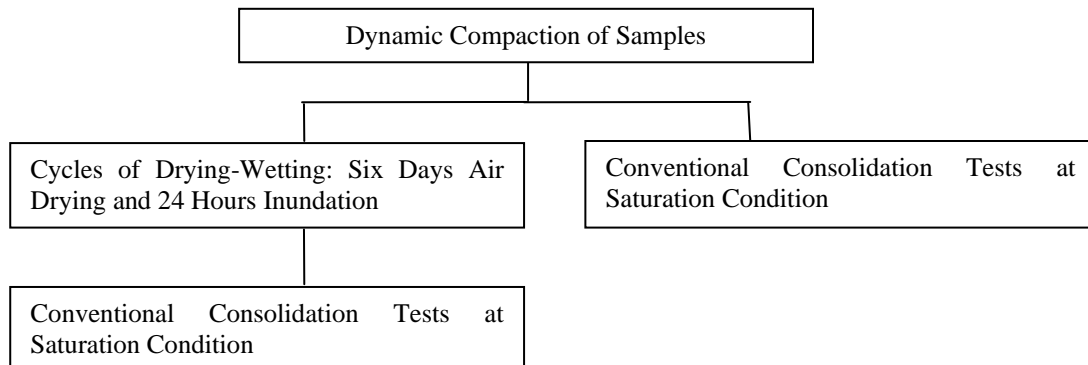 Dynamic Compaction of Samples
Cycles of Drying-Wetting: Six Days Air
Drying and 24 Hours Inundation
Conventional Consolidation Tests at
Saturation Condition
Conventional Consolidation Tests at
Saturation Condition